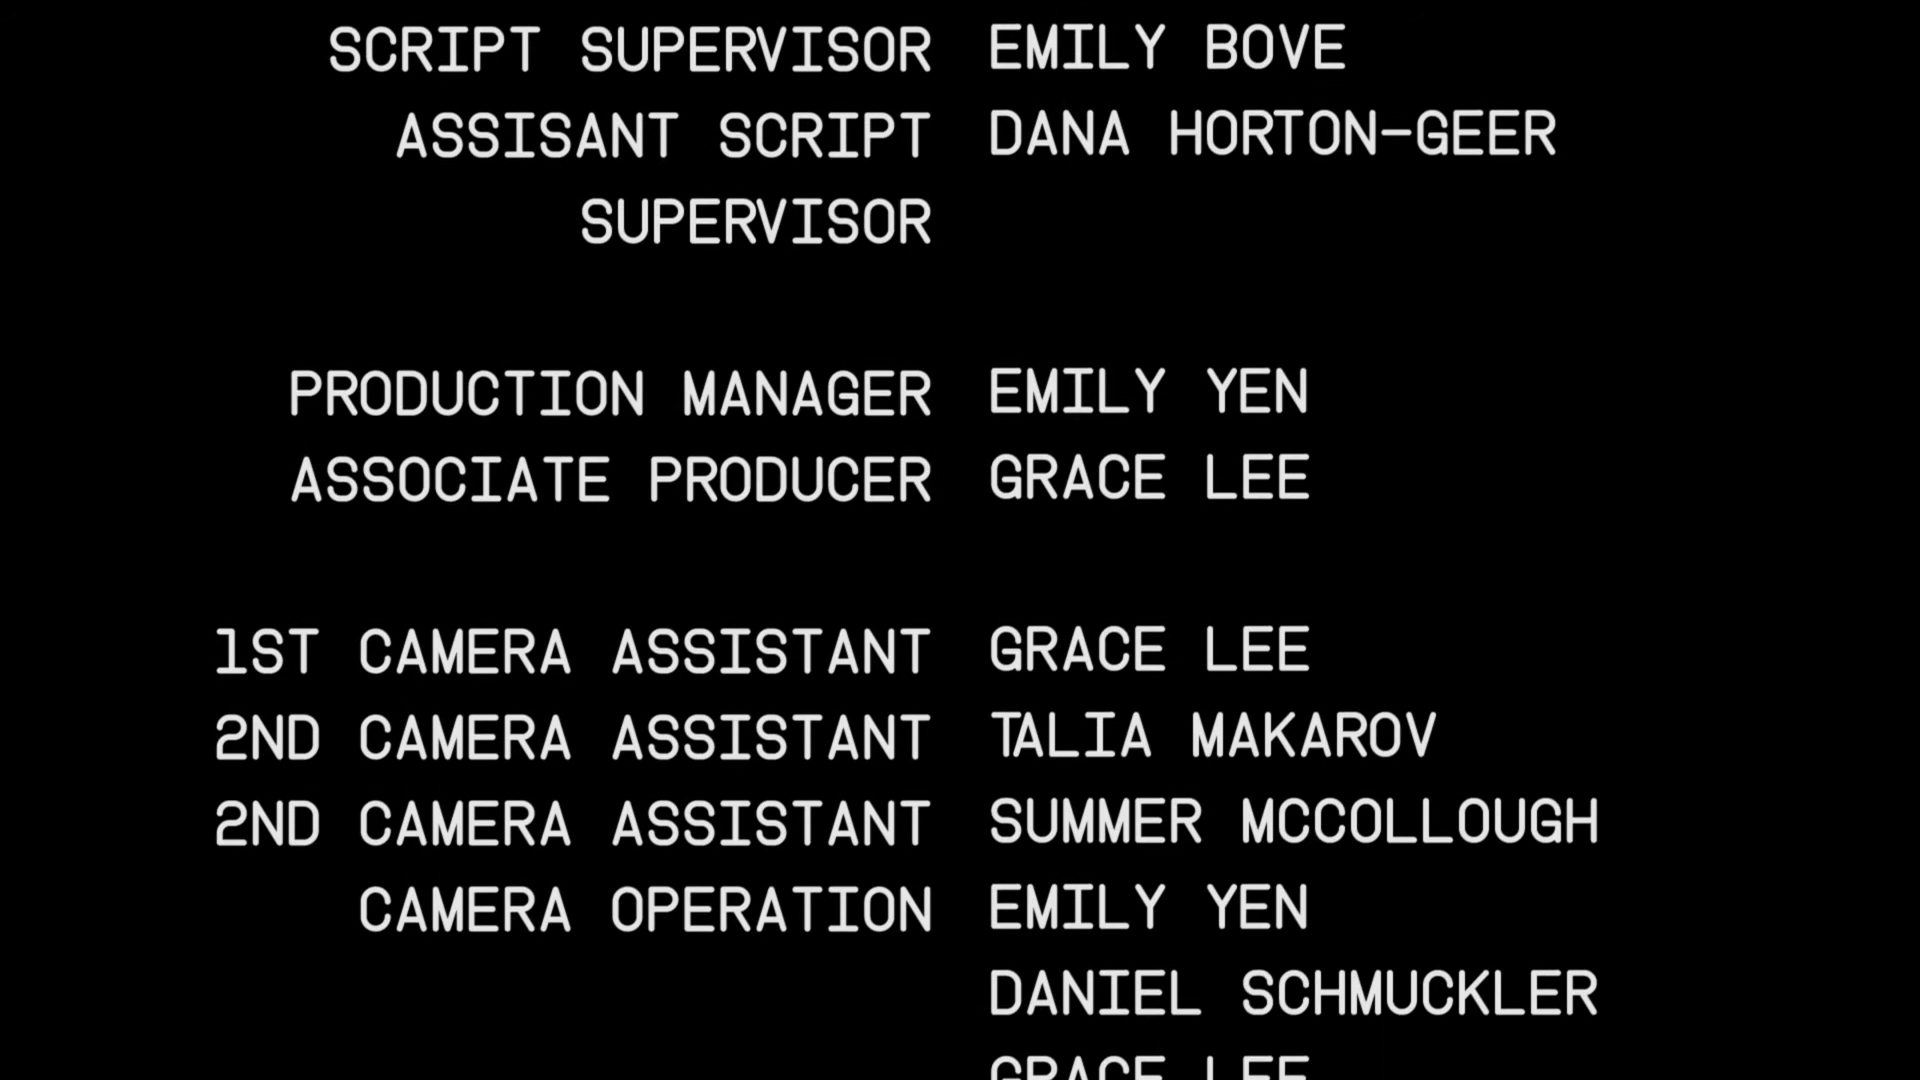 SCRIPT SUPERVISOR EMILY BOVE
ASSISANT SCRIPT DANA HORTON-GEER
SUPERVISOR
PRODUCTION MANAGER EMILY YEN
ASSOCIATE PRODUCER GRACE LEE
1ST CAMERA ASSISTANT GRACE LEE
2ND CAMERA ASSISTANT TALIA MAKAROV
2ND CAMERA ASSISTANT SUMMER MCCOLLOUGH
CAMERA OPERATION EMILY YEN
DANIEL SCHMUCKLER
GRACE LEE